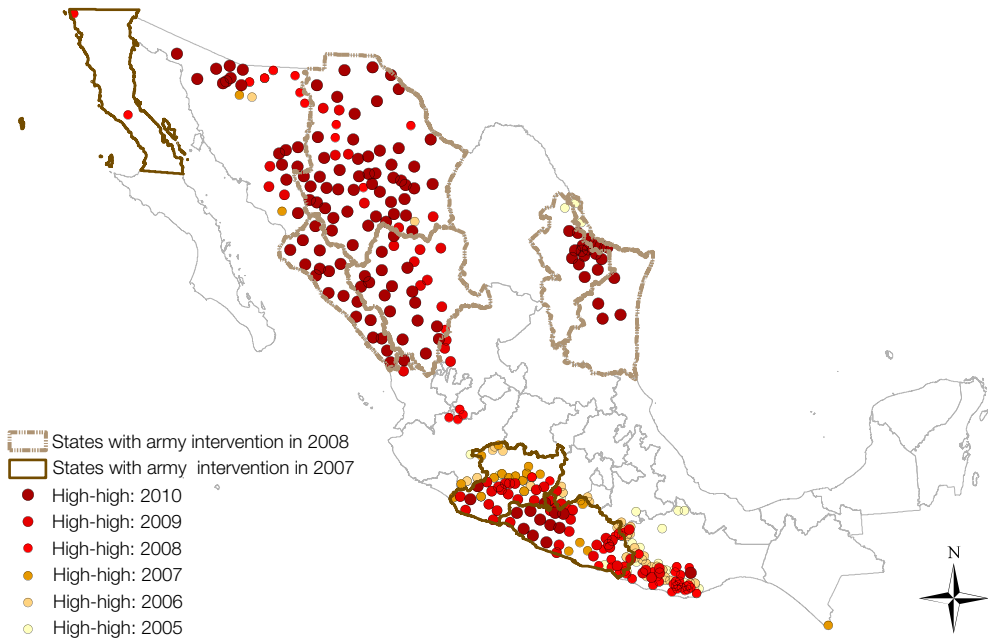 States with army intervention in 2008
States with army intervention in 2007
High-high: 2010
High-high: 2009
High-high: 2008
High-high: 2007
High-high: 2006
High-high: 2005
N